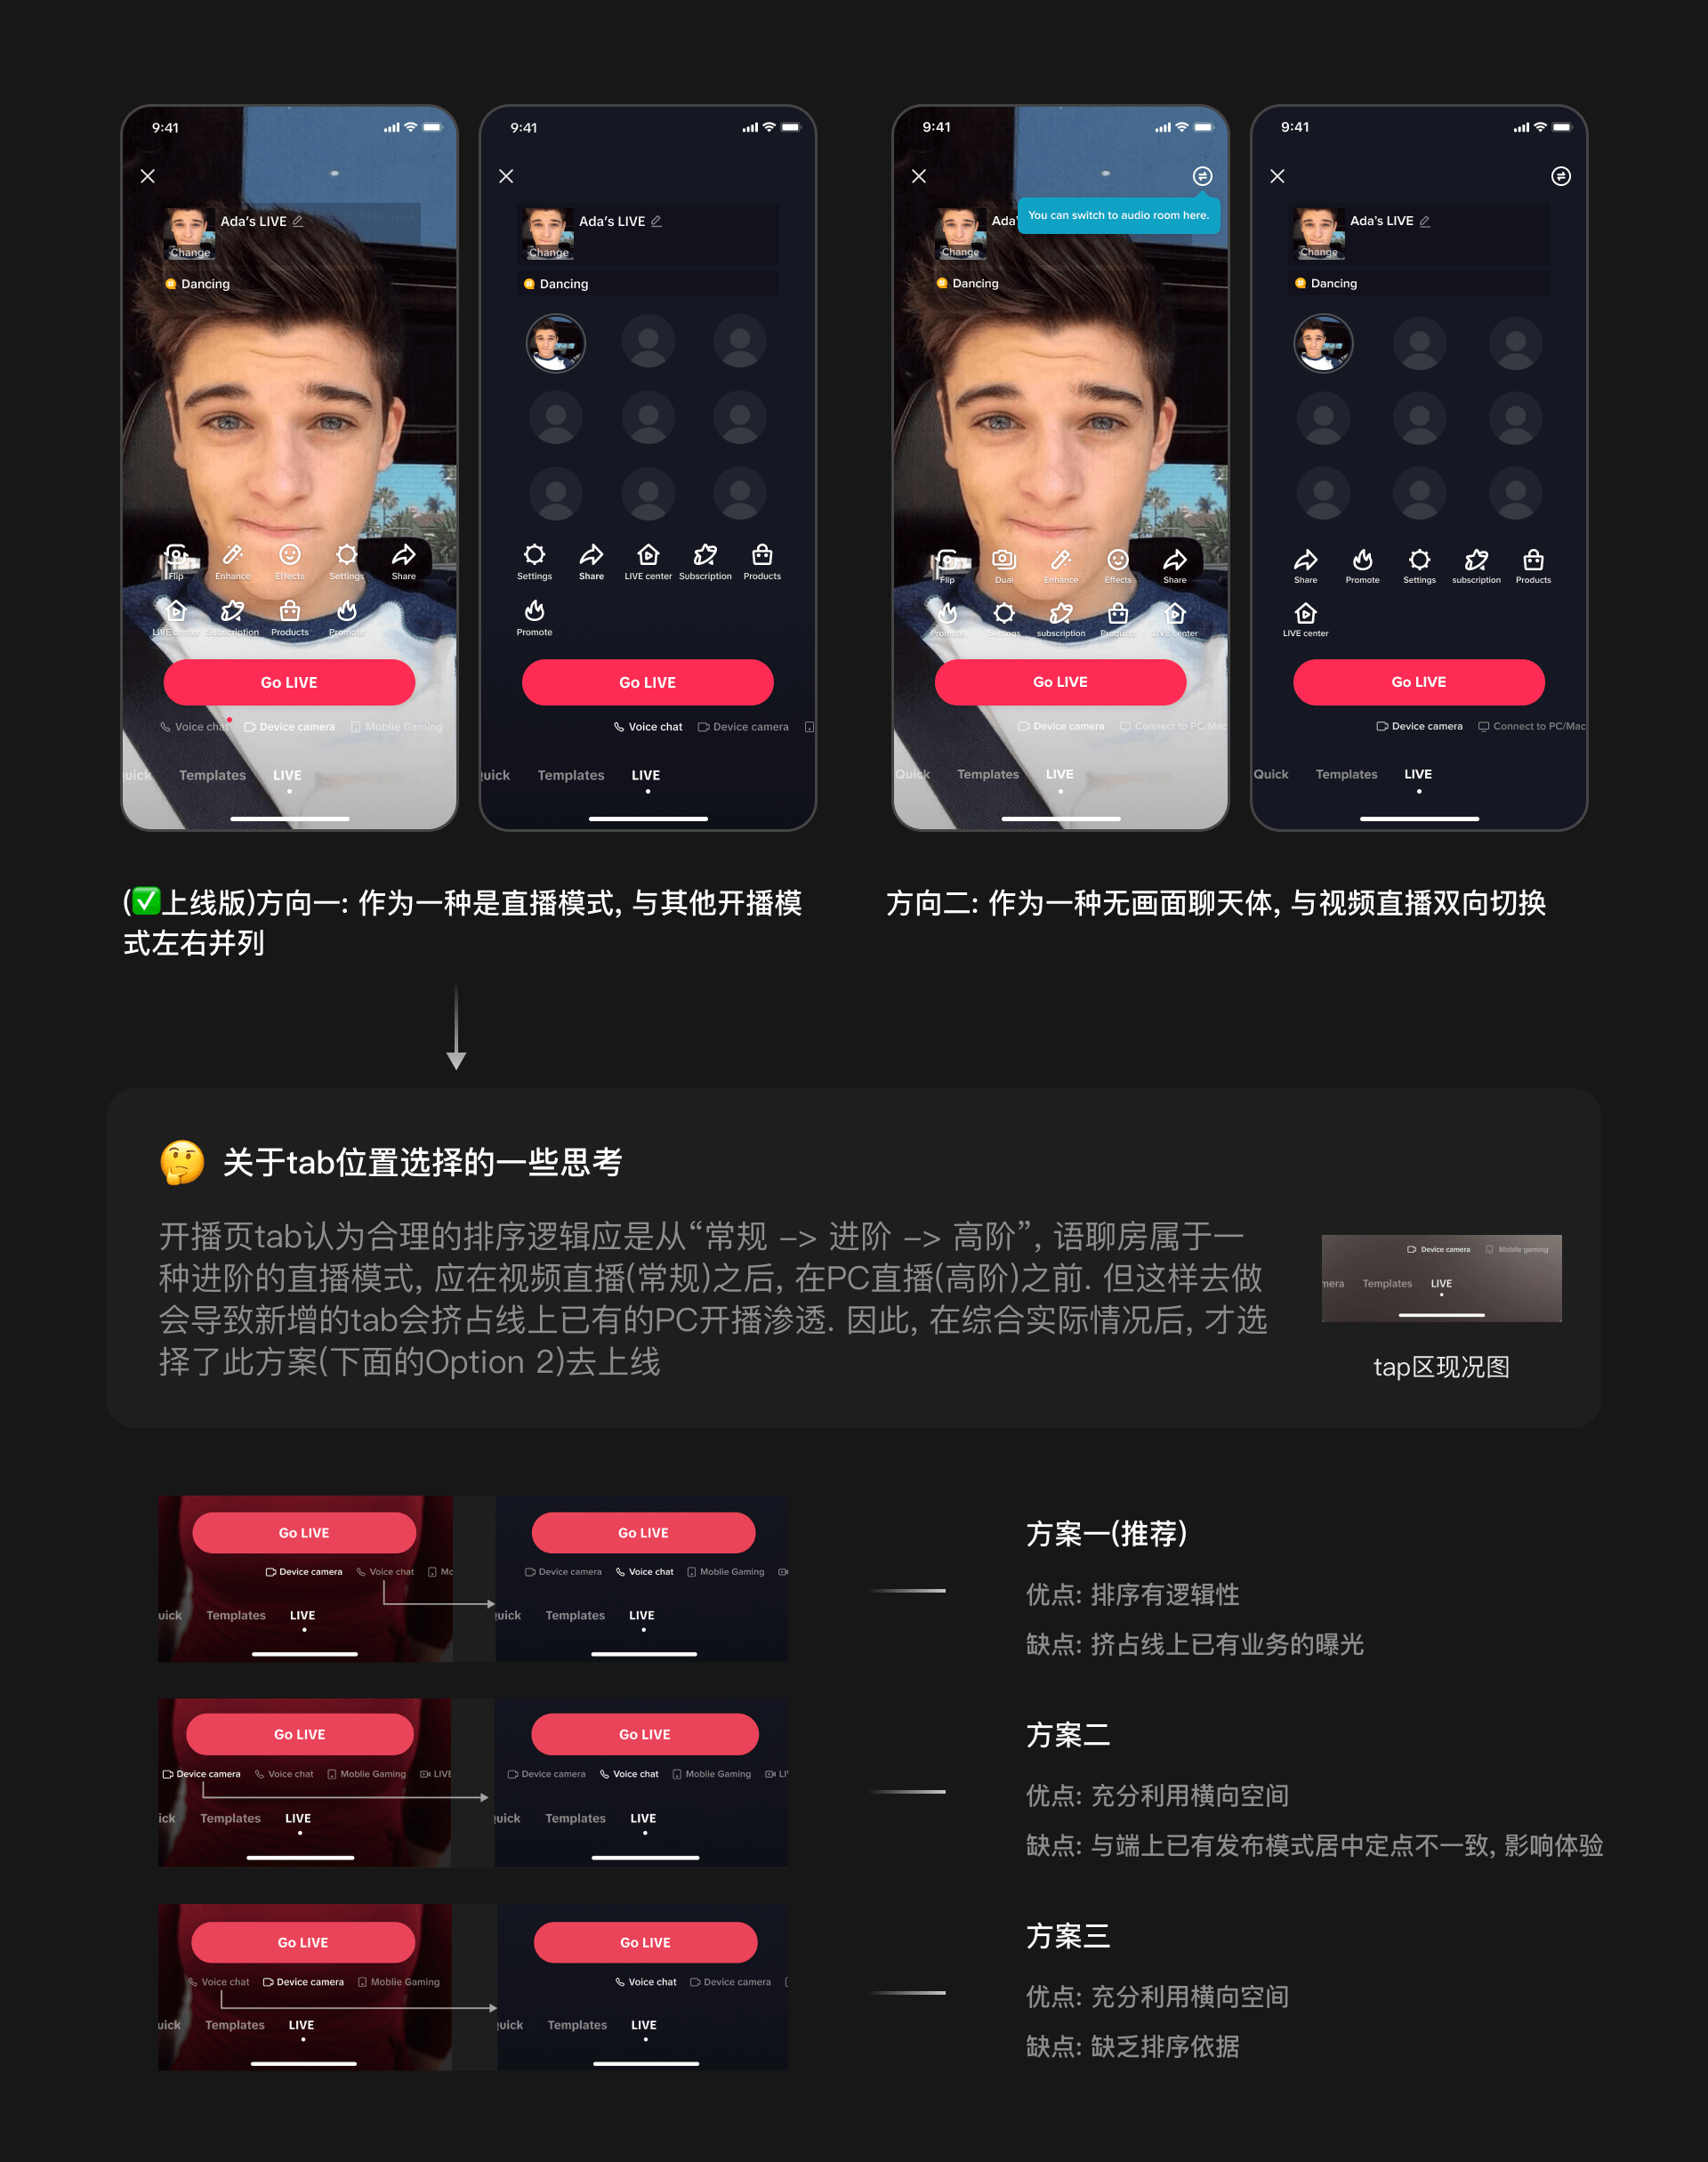 9:41
Ada's LIVE
Change
Dancing
Flip
Enhance
Effects
Settings
Share
LIVE center
Subscription
Products
Promote
Go LIVE
Voice chat
Device camera
Moblie Gaming
uick
Templates
LIVE
9:41
Ada's LIVE
Change
Dancing
Settings
Share
LIVE center
Subscription
Products
Promote
Go LIVE
Voice chat
Device camera
uick
Templates
LIVE
9:41
Ada'
You can switch to audio room here.
Change
Dancing
Flip
Dual
Enhance
Effects
Share
Promote
Settings
subscription
Products
LIVE center
Go LIVE
Device camera
Connect to PC/Mac
Quick
Templates
LIVE
9:41
Ada's LIVE
Change
Dancing
Share
Promote
Settings
subscription
Products
LIVE center
Go LIVE
Device camera
Connect to PC/Mac
Quick
Templates
LIVE
(✅上线版)方向一: 作为一种是直播模式, 与其他开播模
式左右并列
方向二: 作为一种无画面聊天体, 与视频直播双向切换
🤔 关于tab位置选择的一些思考
开播页tab认为合理的排序逻辑应是从“常规 –> 进阶 –> 高阶”, 语聊房属于一
种进阶的直播模式, 应在视频直播(常规)之后, 在PC直播(高阶)之前. 但这样去做
会导致新增的tab会挤占线上已有的PC开播渗透. 因此, 在综合实际情况后, 才选
择了此方案(下面的Option 2)去上线
Device camera
Mobile gaming
mera
Templates
LIVE
tap区现况图
Go LIVE
Device camera
Voice chat
Mc
uick
Templates
LIVE
Go LIVE
Device camera
Voice chat
Moblie Gaming
uick
Templates
LIVE
方案一(推荐)
优点: 排序有逻辑性
缺点: 挤占线上已有业务的曝光
Go LIVE
Device camera
Voice chat
Moblie Gaming
LIVE
ick
Templates
LIVE
Go LIVE
Device camera
Voice chat
Moblie Gaming
LI
uick
Templates
LIVE
方案二
优点: 充分利用横向空间
缺点: 与端上已有发布模式居中定点不一致, 影响体验
Go LIVE
Voice chat
Device camera
Moblie Gaming
uick
Templates
LIVE
Go LIVE
Voice chat
Device camera
uick
Templates
LIVE
方案三
优点: 充分利用横向空间
缺点: 缺乏排序依据